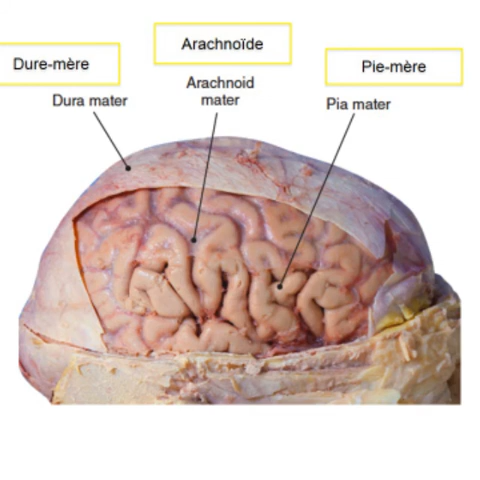 Arachnoïde
Dure-mère
Pie-mère
Arachnoid
mater
Dura mater
Pia mater